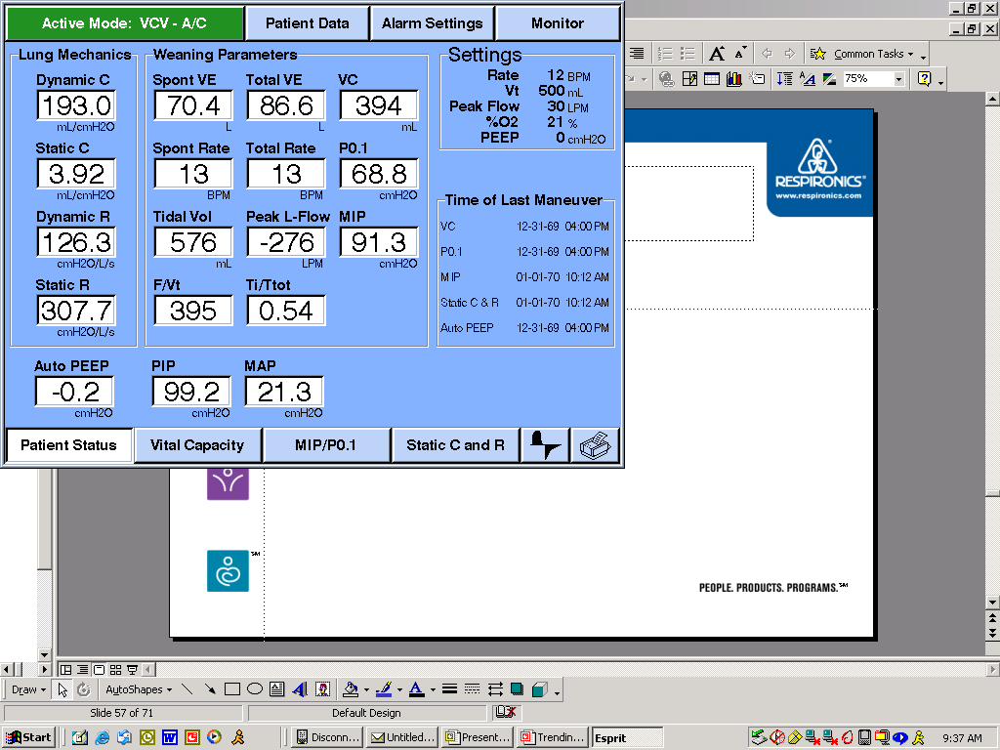 Active Mode: VCV - A/C
Patient Data
Alarm Settings
Monitor
Lung Mechanics
Dynamic C
193.0
mL/cmH2O
Static C
3.92
mL/cmH2O
Dynamic R
126.3
cmH2O/L/s
Static R
307.7
cmH2O/L/s
Weaning Parameters
Spont VE
70.4
L
Total VE
86.6
L
VC
394
mL
Spont Rate
13
BPM
Total Rate
13
BPM
P0.1
68.8
cmH2O
Tidal Vol
576
mL
Peak L-Flow
-276
LPM
MIP
91.3
cmH2O
F/Vt
395
Ti/Ttot
0.54
Settings
Rate 12 BPM
Vt 500 mL
Peak Flow 30 LPM
%O2 21 %
PEEP 0 cmH2O
Time of Last Maneuver
VC 12-31-69 04:00 PM
P0.1 12-31-69 04:00 PM
MIP 01-01-70 10:12 AM
Static C & R 01-01-70 10:12 AM
Auto PEEP 12-31-69 04:00 PM
Auto PEEP
-0.2
cmH2O
PIP
99.2
cmH2O
MAP
21.3
cmH2O
Patient Status
Vital Capacity
MIP/P0.1
Static C and R
Common Tasks
75%
RESPIRONICS®
www.respironics.com
SM
PEOPLE. PRODUCTS. PROGRAMS.℠
Draw
AutoShapes
Slide 57 of 71
Default Design
Start
Disconn...
Untitled...
Present...
Trendin...
Esprit
9:37 AM